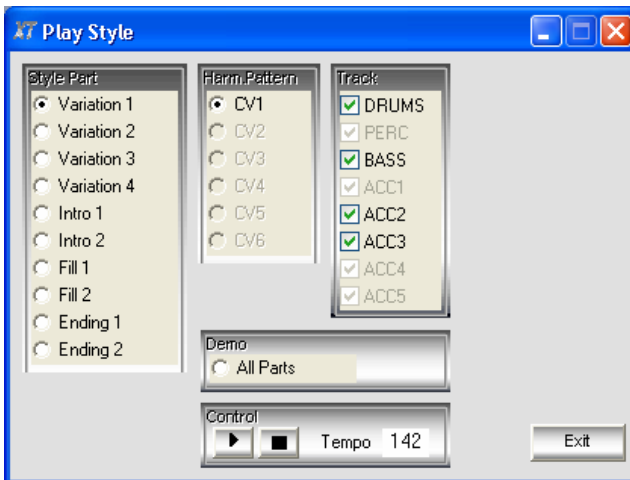 XT Play Style
Style Part
Variation 1
Variation 2
Variation 3
Variation 4
Intro 1
Intro 2
Fill 1
Fill 2
Ending 1
Ending 2
Harm.Pattern
CV1
CV2
CV3
CV4
CV5
CV6
Track
DRUMS
PERC
BASS
ACC1
ACC2
ACC3
ACC4
ACC5
Demo
All Parts
Control
Tempo 142
Exit